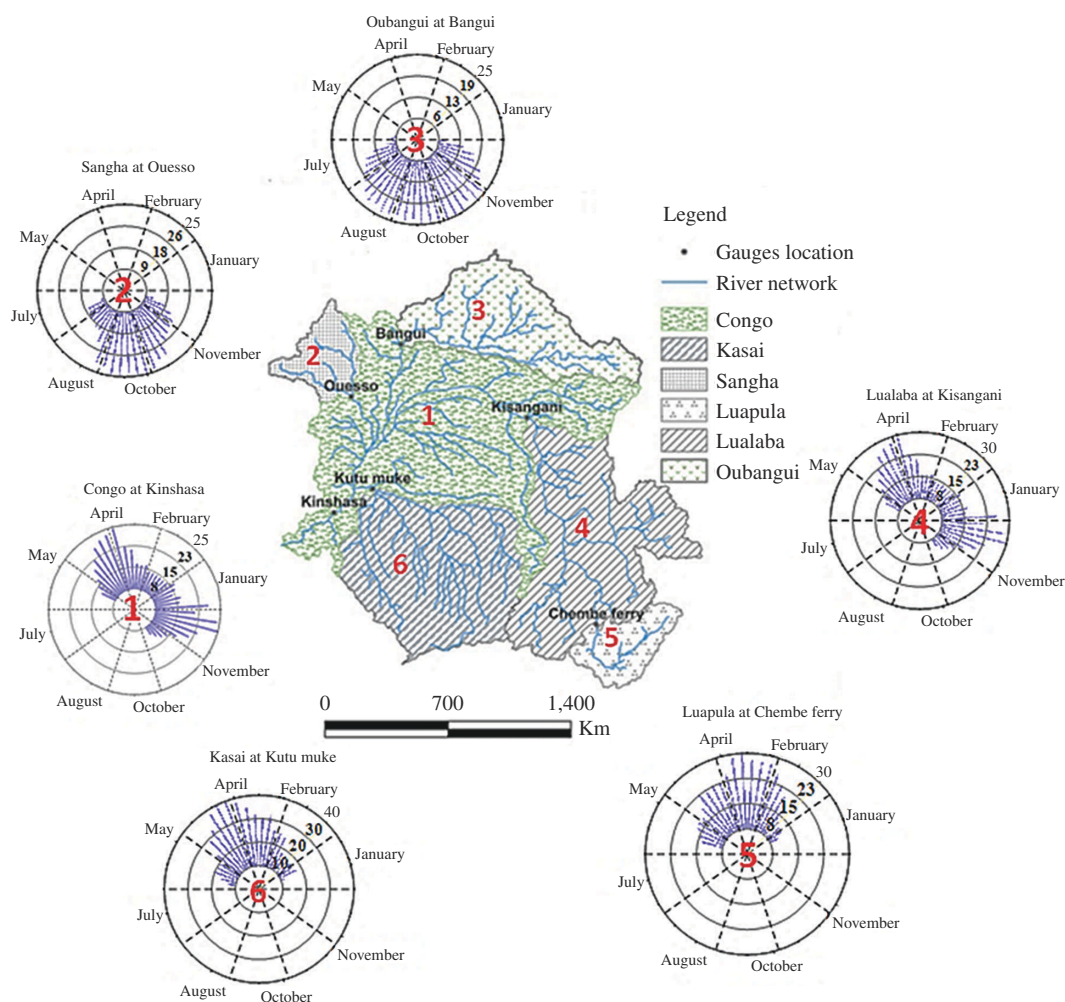 Oubangui at Bangui
April
February
25
19
13
6
May
January
3
July
November
August
October
Sangha at Ouesso
April
February
25
26
18
9
May
January
2
July
November
August
October
Legend
Gauges location
River network
Congo
Kasai
Sangha
Luapula
Lualaba
Oubangui
3
Bangui
2
Ouesso
1
Kisangani
Kutu muke
Kinshasa
4
6
Chembe ferry
5
0
700
1,400
Km
Lualaba at Kisangani
April
February
30
23
15
8
May
January
4
July
November
August
October
Congo at Kinshasa
April
February
25
23
15
8
May
January
1
July
November
August
October
Kasai at Kutu muke
April
February
40
30
20
10
May
January
6
July
November
August
October
Luapula at Chembe ferry
April
February
30
23
15
8
May
January
5
July
November
August
October